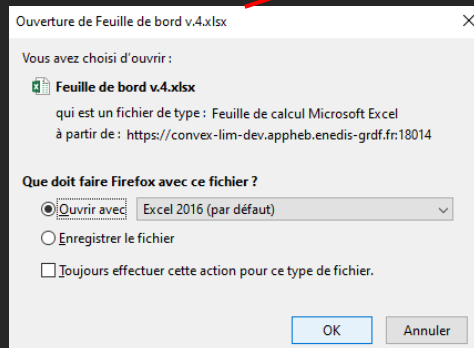 Ouverture de Feuille de bord v.4.xlsx
Vous avez choisi d'ouvrir :
Feuille de bord v.4.xlsx
qui est un fichier de type : Feuille de calcul Microsoft Excel
à partir de : https://convex-lim-dev.appheb.enedis-grdf.fr:18014
Que doit faire Firefox avec ce fichier ?
Ouvrir avec Excel 2016 (par défaut)
Enregistrer le fichier
Toujours effectuer cette action pour ce type de fichier.
OK Annuler